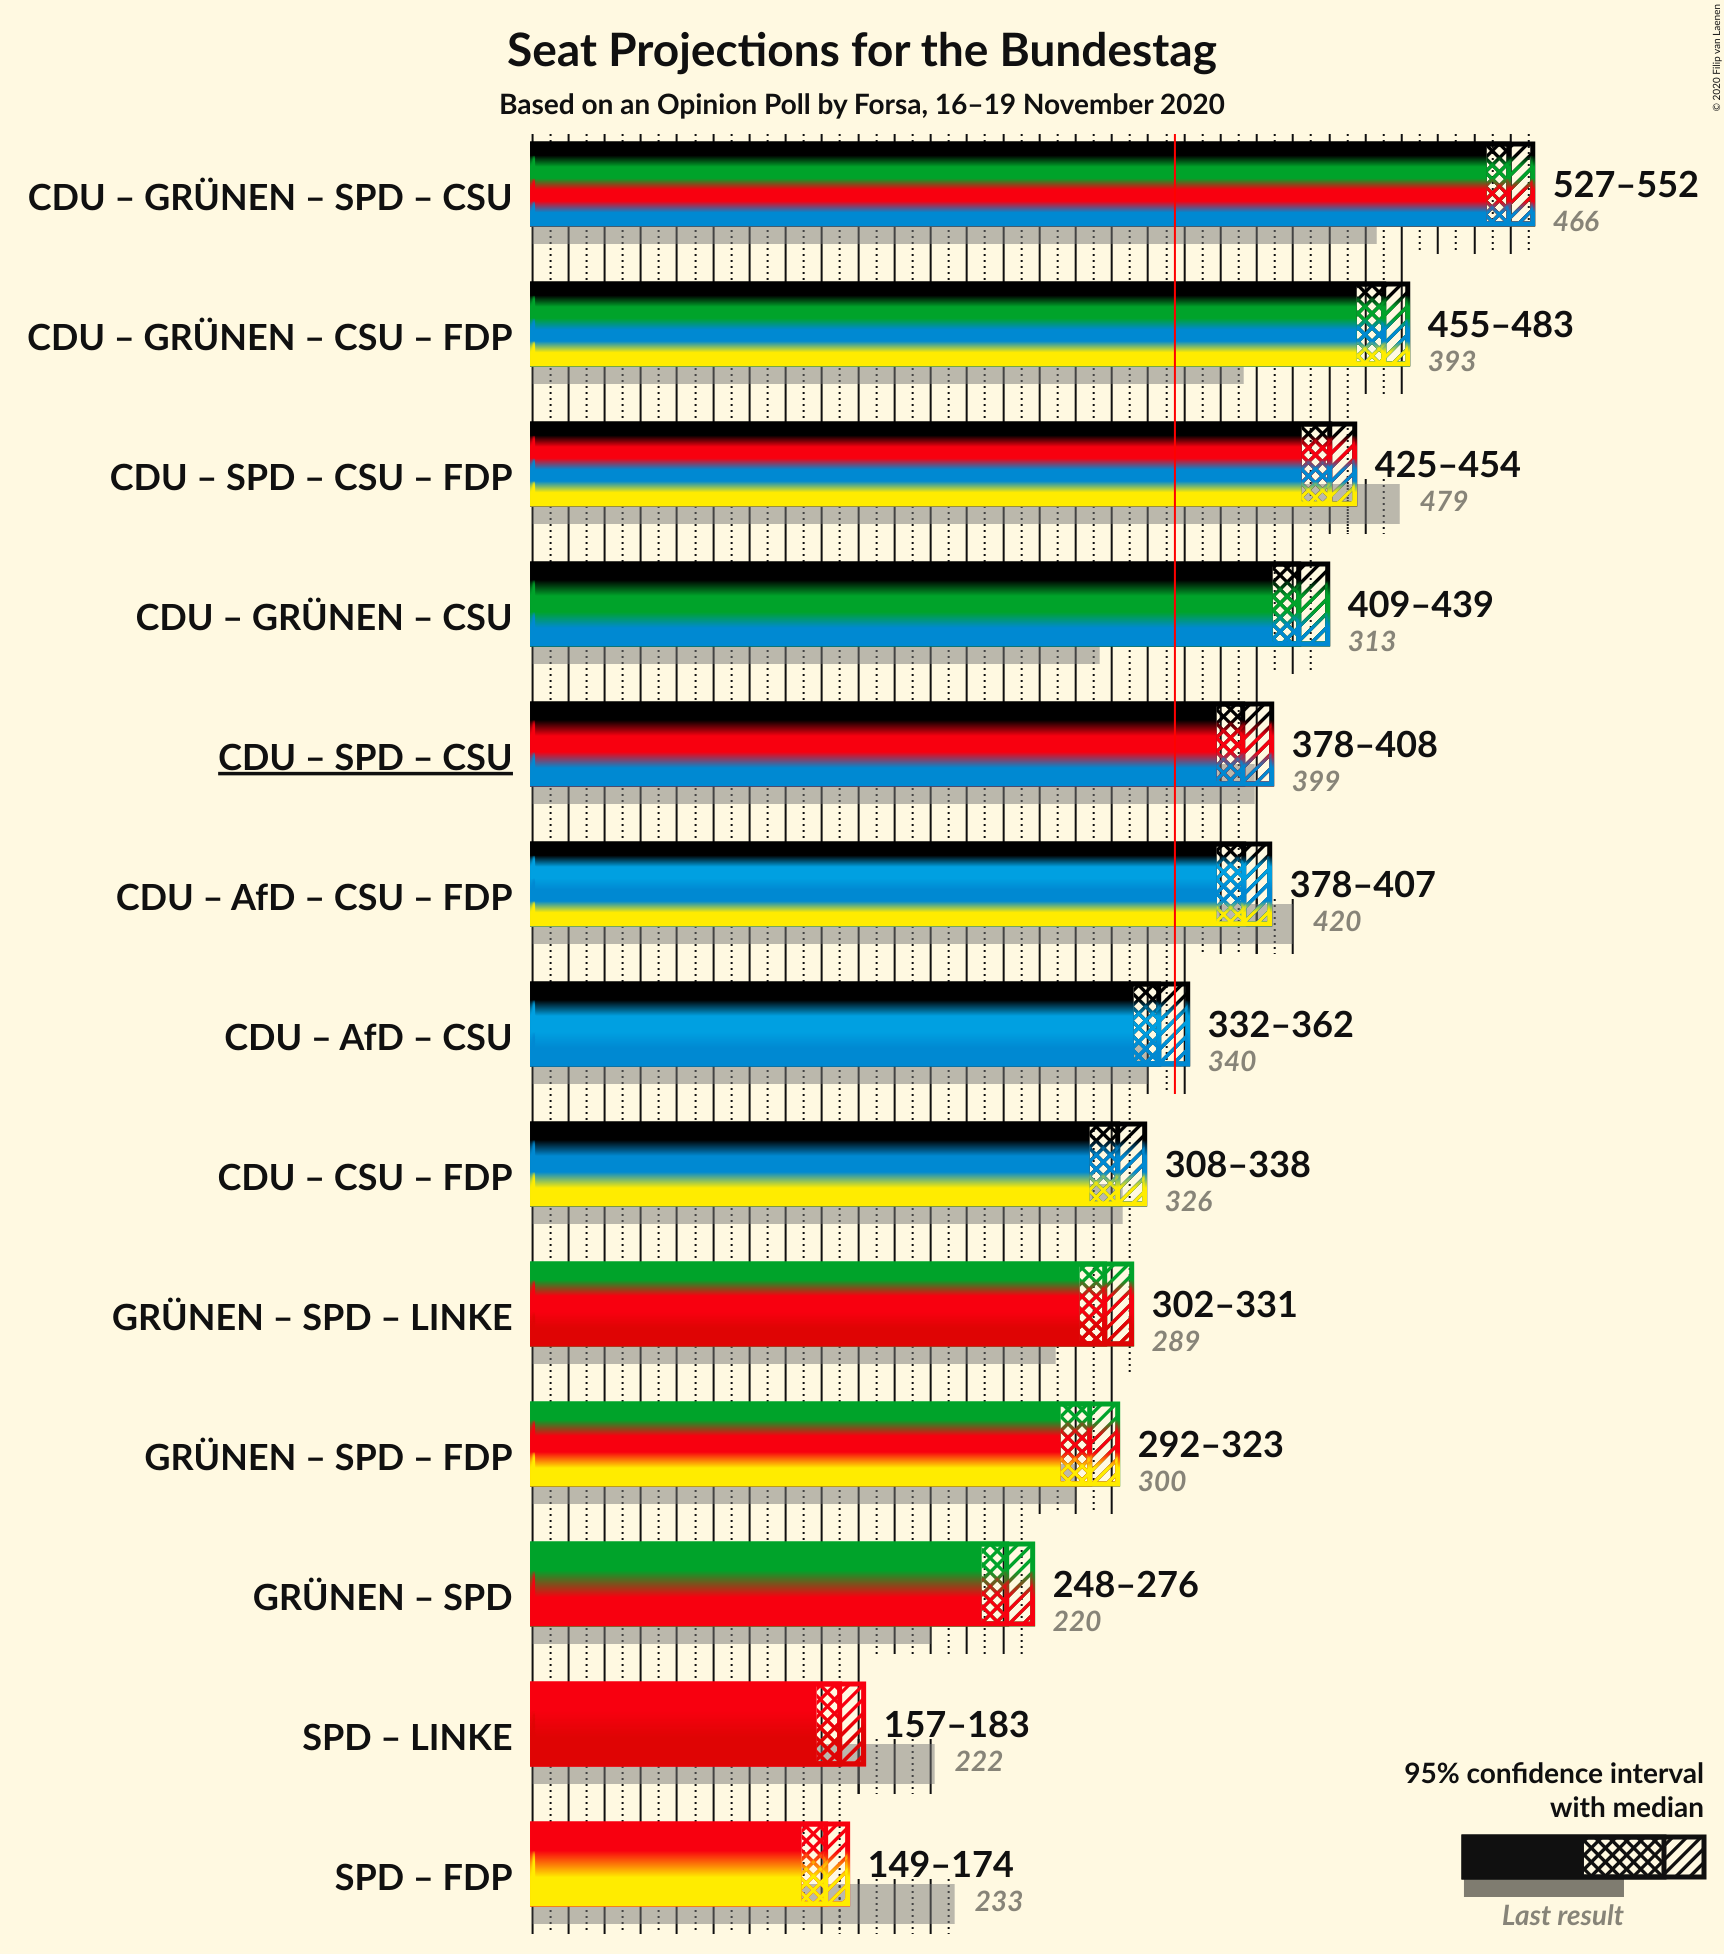 Seat Projections for the Bundestag
Based on an Opinion Poll by Forsa, 16–19 November 2020
© 2020 Filip van Laenen
CDU – GRÜNEN – SPD – CSU
527–552
466
CDU – GRÜNEN – CSU – FDP
455–483
393
CDU – SPD – CSU – FDP
425–454
479
CDU – GRÜNEN – CSU
409–439
313
CDU – SPD – CSU
378–408
399
CDU – AfD – CSU – FDP
378–407
420
CDU – AfD – CSU
332–362
340
CDU – CSU – FDP
308–338
326
GRÜNEN – SPD – LINKE
302–331
289
GRÜNEN – SPD – FDP
292–323
300
GRÜNEN – SPD
248–276
220
SPD – LINKE
157–183
222
SPD – FDP
149–174
233
95% confidence interval
with median
Last result